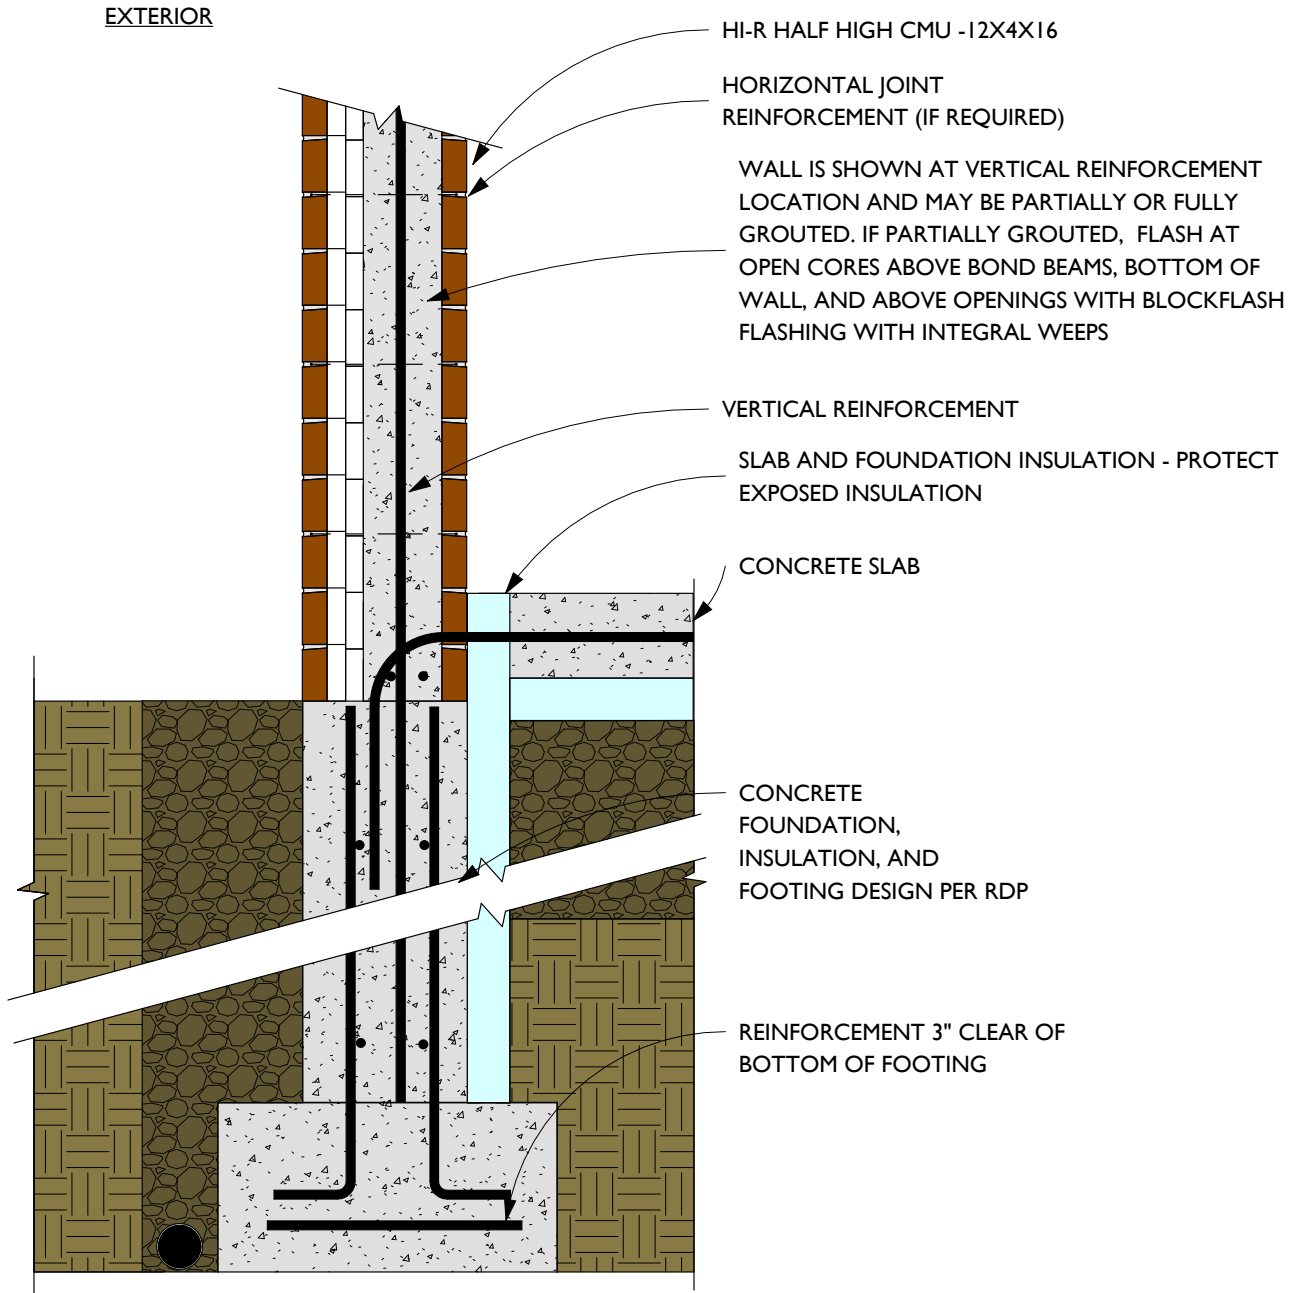 EXTERIOR
HI-R HALF HIGH CMU -12X4X16
HORIZONTAL JOINT
REINFORCEMENT (IF REQUIRED)
WALL IS SHOWN AT VERTICAL REINFORCEMENT
LOCATION AND MAY BE PARTIALLY OR FULLY
GROUTED. IF PARTIALLY GROUTED, FLASH AT
OPEN CORES ABOVE BOND BEAMS, BOTTOM OF
WALL, AND ABOVE OPENINGS WITH BLOCKFLASH
FLASHING WITH INTEGRAL WEEPS
VERTICAL REINFORCEMENT
SLAB AND FOUNDATION INSULATION - PROTECT
EXPOSED INSULATION
CONCRETE SLAB
CONCRETE
FOUNDATION,
INSULATION, AND
FOOTING DESIGN PER RDP
REINFORCEMENT 3" CLEAR OF
BOTTOM OF FOOTING